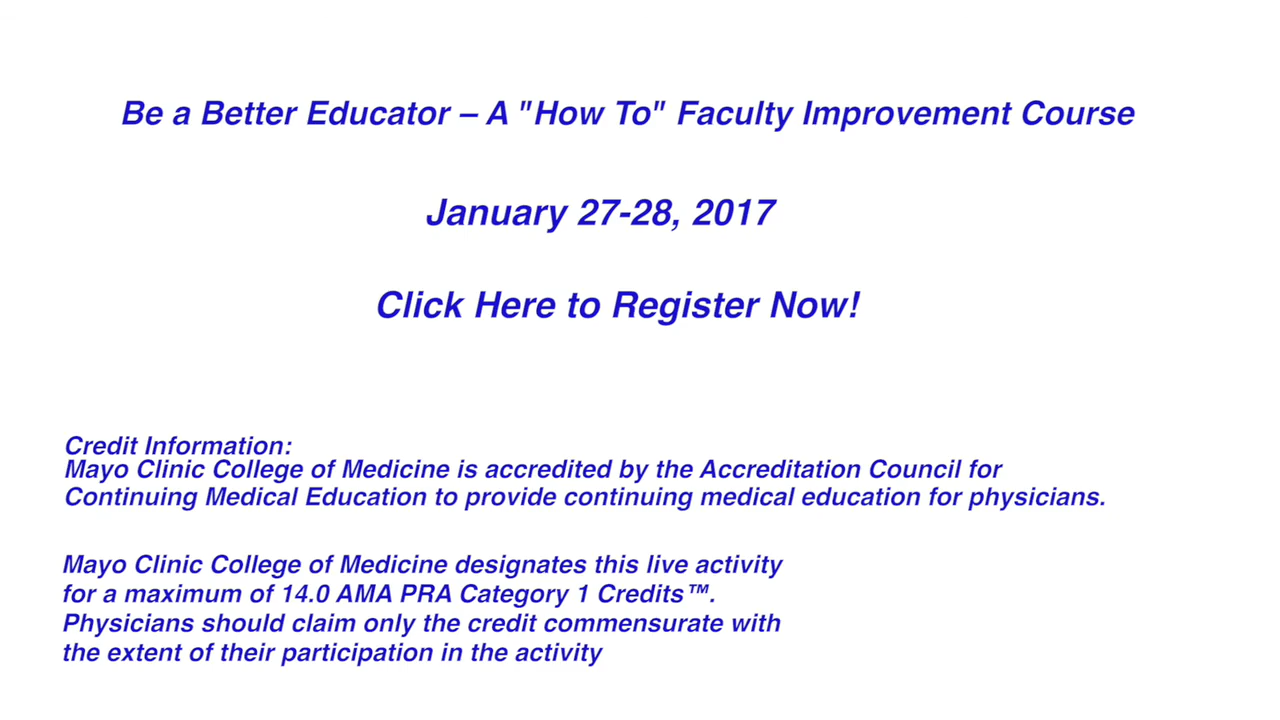 Be a Better Educator – A "How To" Faculty Improvement Course
January 27-28, 2017
Click Here to Register Now!
Credit Information:
Mayo Clinic College of Medicine is accredited by the Accreditation Council for
Continuing Medical Education to provide continuing medical education for physicians.
Mayo Clinic College of Medicine designates this live activity
for a maximum of 14.0 AMA PRA Category 1 Credits™.
Physicians should claim only the credit commensurate with
the extent of their participation in the activity